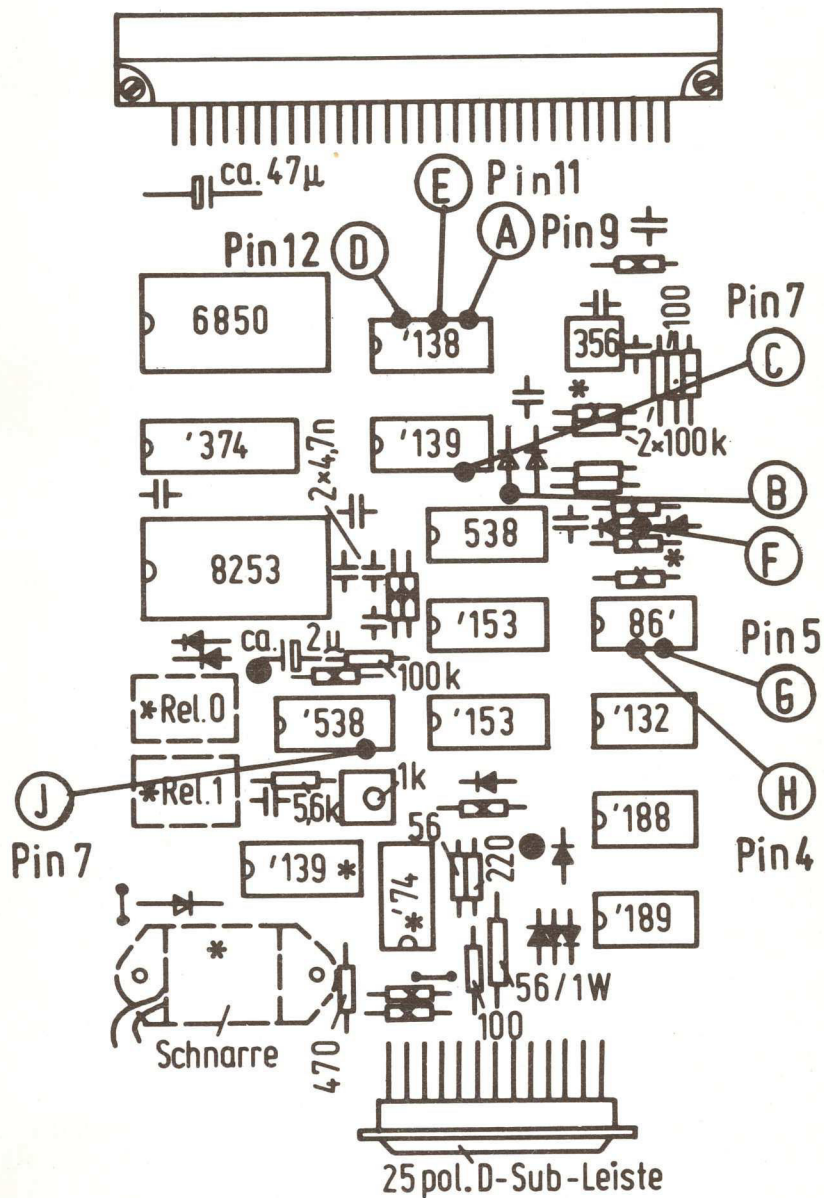 ca. 47µ
E Pin11
Pin12 D A Pin9
6850 '138 356 100 Pin7
C
'374 '139 2×100k
*
2×4,7n
B
8253 538 F
*
'153 86' Pin5
ca. 2µ
100k G
*Rel.0 '538 '153 '132
J *Rel.1 5,6k 1k H
Pin7 56 220 '188 Pin4
'139 * '74 *
'189
*
56/1W
Schnarre 470 100
25pol. D-Sub-Leiste